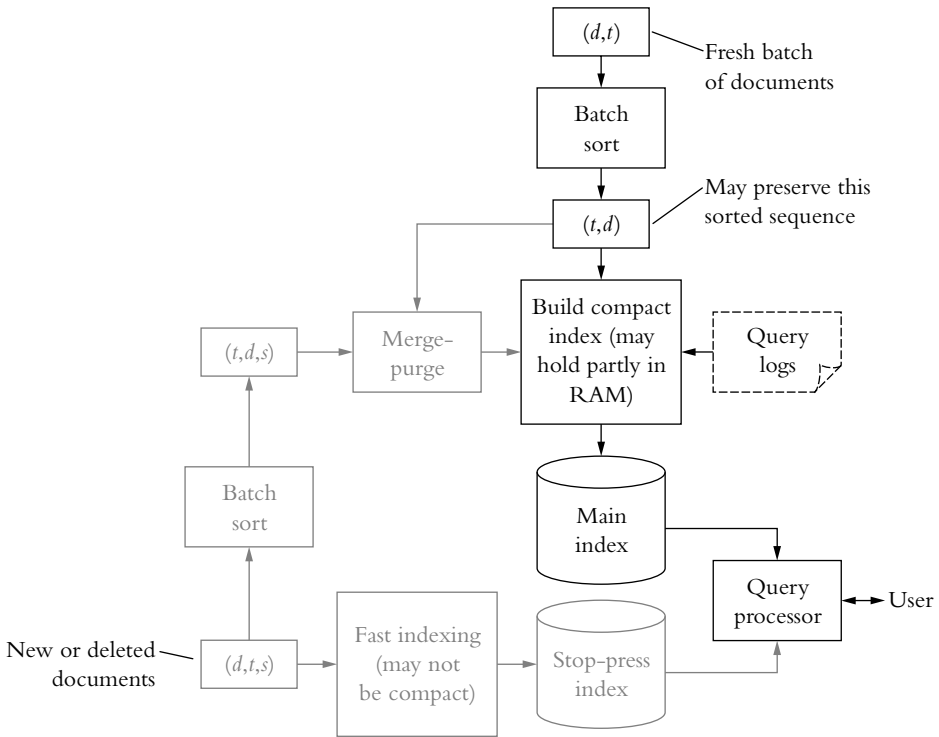 (d,t)
Fresh batch
of documents
Batch
sort
May preserve this
sorted sequence
(t,d)
Build compact
index (may
hold partly in
RAM)
Query
logs
Merge-
purge
(t,d,s)
Batch
sort
Main
index
Query
processor
User
New or deleted
documents
(d,t,s)
Fast indexing
(may not
be compact)
Stop-press
index